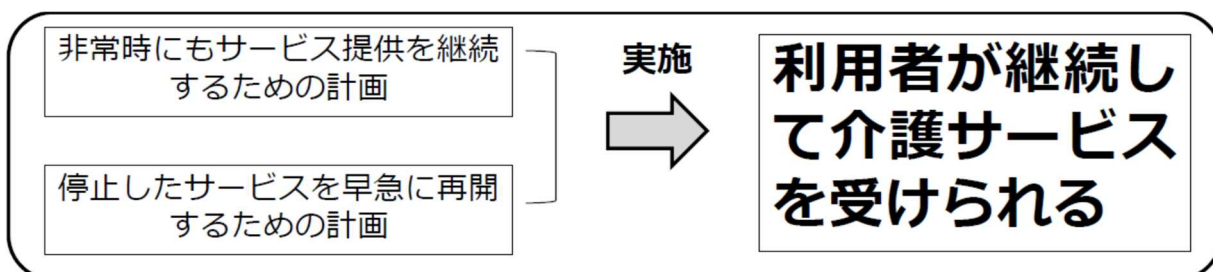 非常時にもサービス提供を継続
するための計画
停止したサービスを早急に再開
するための計画
実施
利用者が継続し
て介護サービス
を受けられる